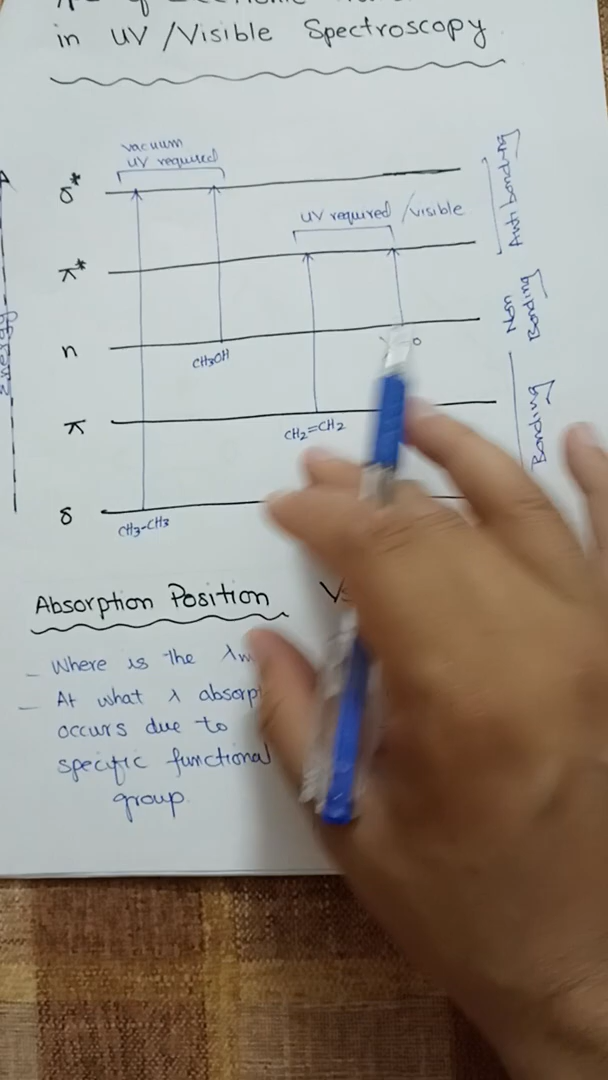 in UV/Visible Spectroscopy
vacuum
UV required
UV required /visible
δ*
π*
n
π
δ
CH3OH
CH2=CH2
CH3-CH3
Energy
Anti bonding
Non
Bonding
Bonding
Absorption Position
- Where is the
- At what λ
occurs due to
specific functional
group